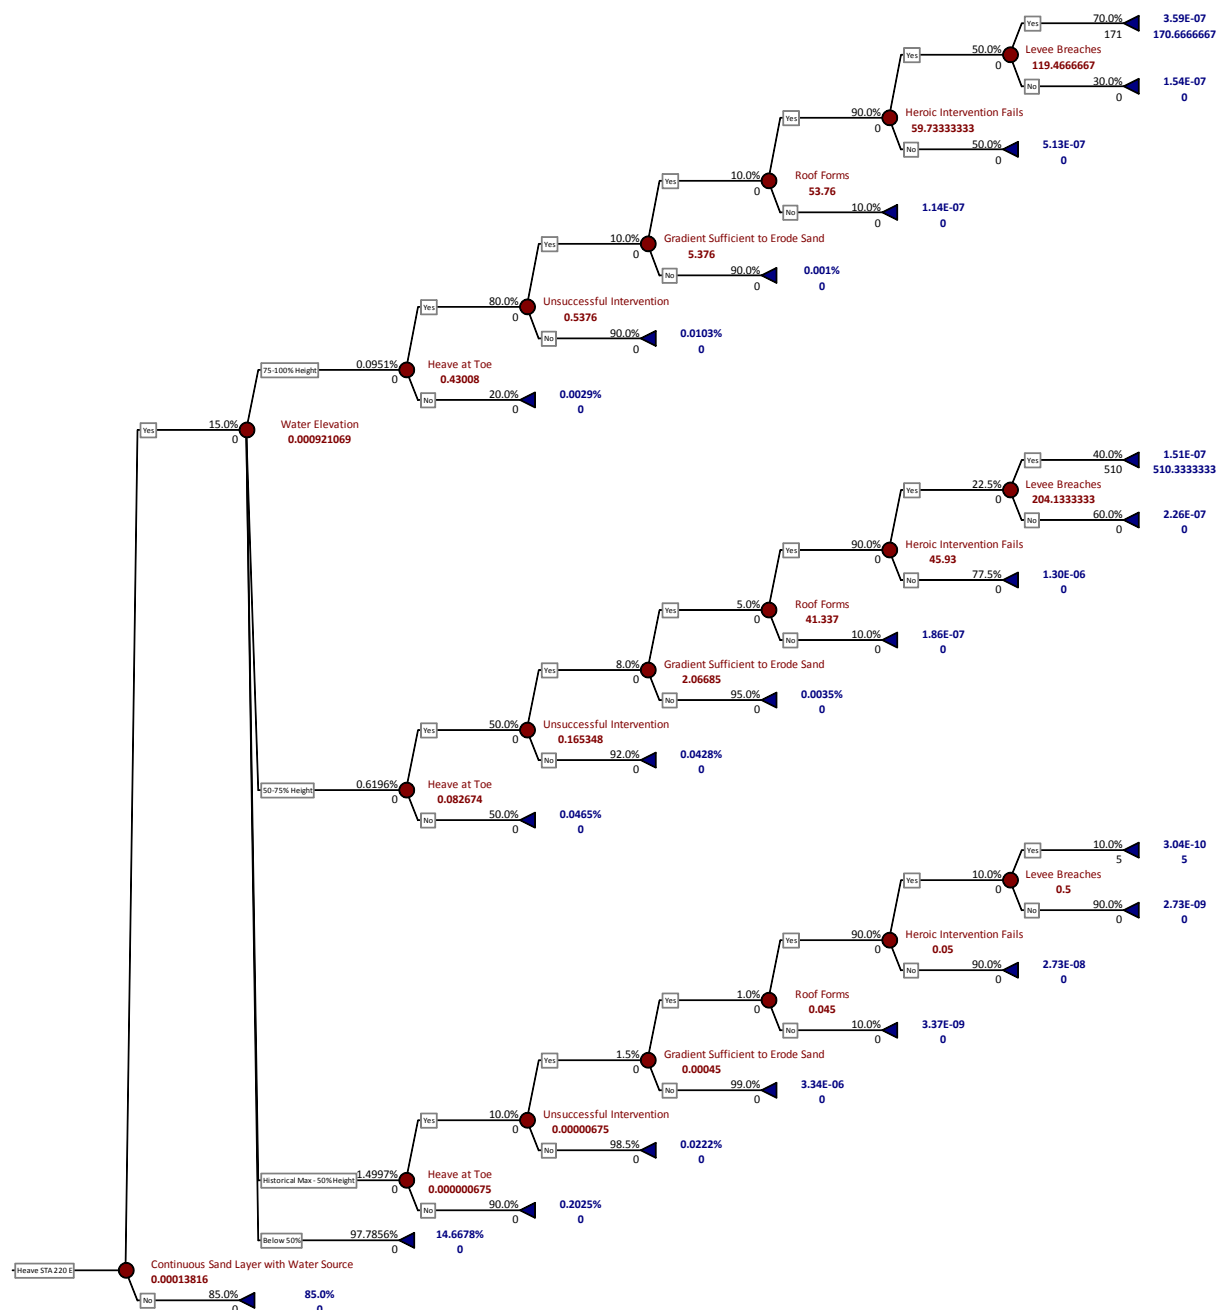 Yes 70.0% 3.59E-07
171 170.6666667
Yes 50.0% Levee Breaches
0 119.4666667
No 30.0% 1.54E-07
0 0
Yes 90.0% Heroic Intervention Fails
0 59.73333333
No 50.0% 5.13E-07
0 0
Yes 10.0% Roof Forms
0 53.76
No 10.0% 1.14E-07
0 0
Yes 10.0% Gradient Sufficient to Erode Sand
0 5.376
No 90.0% 0.001%
0 0
Yes 80.0% Unsuccessful Intervention
0 0.5376
No 90.0% 0.0103%
0 0
75-100% Height 0.0951% Heave at Toe
0 0.43008
No 20.0% 0.0029%
0 0
Yes 15.0% Water Elevation
0 0.000921069
Yes 40.0% 1.51E-07
510 510.3333333
Yes 22.5% Levee Breaches
0 204.1333333
No 60.0% 2.26E-07
0 0
Yes 90.0% Heroic Intervention Fails
0 45.93
No 77.5% 1.30E-06
0 0
Yes 5.0% Roof Forms
0 41.337
No 10.0% 1.86E-07
0 0
Yes 8.0% Gradient Sufficient to Erode Sand
0 2.06685
No 95.0% 0.0035%
0 0
Yes 50.0% Unsuccessful Intervention
0 0.165348
No 92.0% 0.0428%
0 0
50-75% Height 0.6196% Heave at Toe
0 0.082674
No 50.0% 0.0465%
0 0
Yes 10.0% 3.04E-10
5 5
Yes 10.0% Levee Breaches
0 0.5
No 90.0% 2.73E-09
0 0
Yes 90.0% Heroic Intervention Fails
0 0.05
No 90.0% 2.73E-08
0 0
Yes 1.0% Roof Forms
0 0.045
No 10.0% 3.37E-09
0 0
Yes 1.5% Gradient Sufficient to Erode Sand
0 0.00045
No 99.0% 3.34E-06
0 0
Yes 10.0% Unsuccessful Intervention
0 0.00000675
No 98.5% 0.0222%
0 0
Historical Max - 50% Height 1.4997% Heave at Toe
0 0.000000675
No 90.0% 0.2025%
0 0
Below 50% 97.7856% 14.6678%
0 0
Heave STA 220 E Continuous Sand Layer with Water Source
0.00013816
No 85.0% 85.0%
0 0